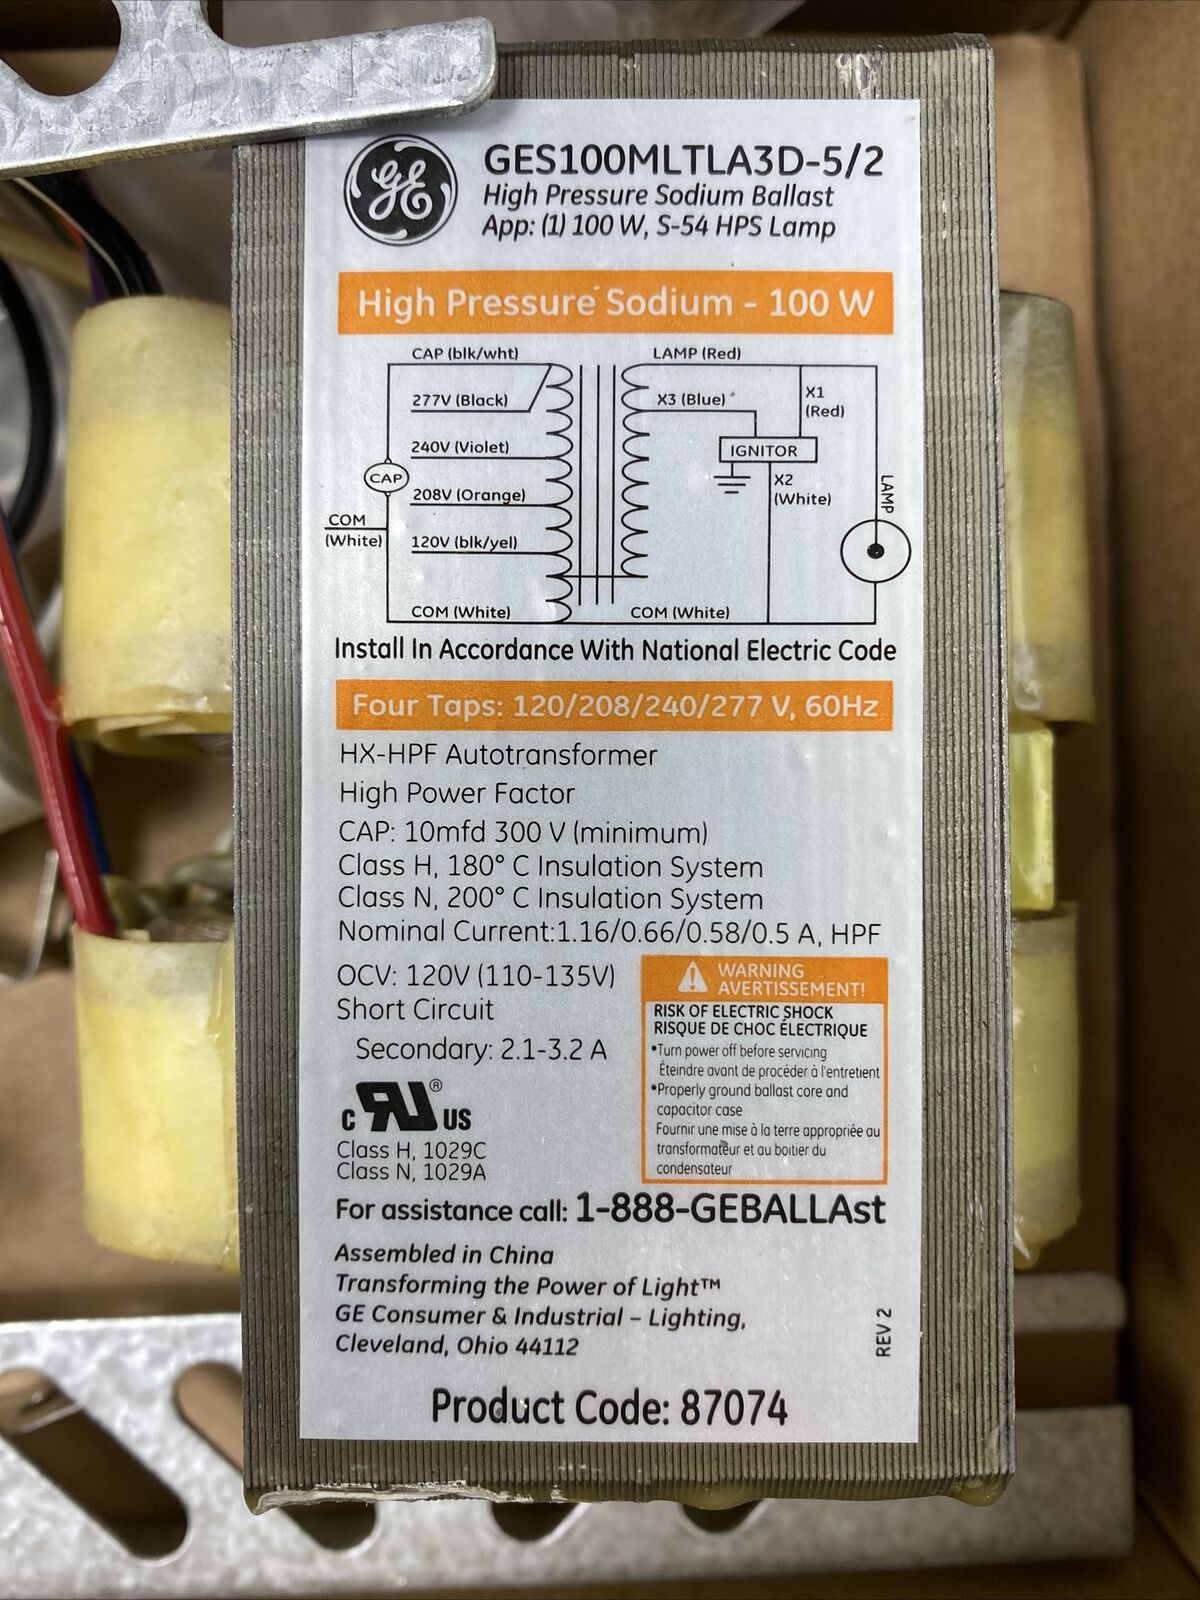 GE
GES100MLTLA3D-5/2
High Pressure Sodium Ballast
App: (1) 100 W, S-54 HPS Lamp
High Pressure Sodium - 100 W
CAP (blk/wht)
LAMP (Red)
277V (Black)
X3 (Blue)
X1
(Red)
240V (Violet)
IGNITOR
CAP
X2
(White)
LAMP
208V (Orange)
COM
(White)
120V (blk/yel)
COM (White)
COM (White)
Install In Accordance With National Electric Code
Four Taps: 120/208/240/277 V, 60Hz
HX-HPF Autotransformer
High Power Factor
CAP: 10mfd 300 V (minimum)
Class H, 180° C Insulation System
Class N, 200° C Insulation System
Nominal Current:1.16/0.66/0.58/0.5 A, HPF
OCV: 120V (110-135V)
Short Circuit
Secondary: 2.1-3.2 A
WARNING
AVERTISSEMENT!
RISK OF ELECTRIC SHOCK
RISQUE DE CHOC ÉLECTRIQUE
•Turn power off before servicing
Éteindre avant de procéder à l'entretient
•Properly ground ballast core and
capacitor case
Fournir une mise à la terre appropriée au
transformateur et au boitier du
condensateur
c RU® US
Class H, 1029C
Class N, 1029A
For assistance call: 1-888-GEBALLAst
Assembled in China
Transforming the Power of Light™
GE Consumer & Industrial – Lighting,
Cleveland, Ohio 44112
REV 2
Product Code: 87074